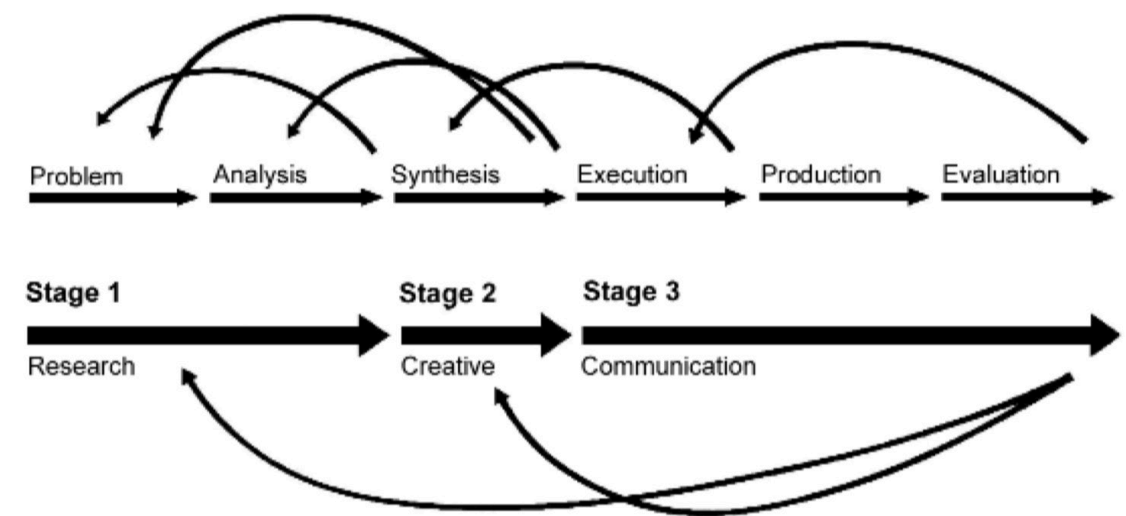 Problem
Analysis
Synthesis
Execution
Production
Evaluation
Stage 1
Stage 2
Stage 3
Research
Creative
Communication